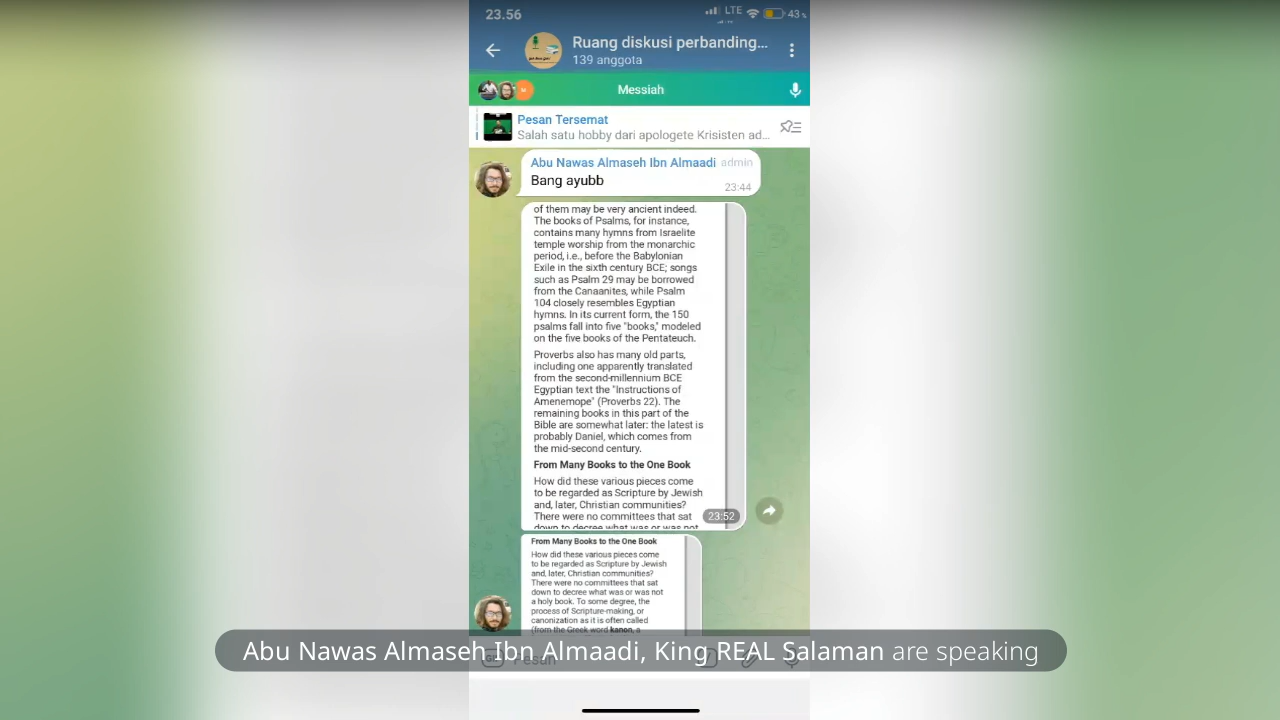 23.56
LTE
43%
Ruang diskusi perbanding...
139 anggota
M
Messiah
Pesan Tersemat
Salah satu hobby dari apologete Krisisten ad...
Abu Nawas Almaseh Ibn Almaadi admin
Bang ayubb
23:44
of them may be very ancient indeed.
The books of Psalms, for instance,
contains many hymns from Israelite
temple worship from the monarchic
period, i.e., before the Babylonian
Exile in the sixth century BCE; songs
such as Psalm 29 may be borrowed
from the Canaanites, while Psalm
104 closely resembles Egyptian
hymns. In its current form, the 150
psalms fall into five "books," modeled
on the five books of the Pentateuch.
Proverbs also has many old parts,
including one apparently translated
from the second-millennium BCE
Egyptian text the "Instructions of
Amenemope" (Proverbs 22). The
remaining books in this part of the
Bible are somewhat later: the latest is
probably Daniel, which comes from
the mid-second century.
From Many Books to the One Book
How did these various pieces come
to be regarded as Scripture by Jewish
and, later, Christian communities?
There were no committees that sat
down to decree what was or was not
23:52
From Many Books to the One Book
How did these various pieces come
to be regarded as Scripture by Jewish
and, later, Christian communities?
There were no committees that sat
down to decree what was or was not
a holy book. To some degree, the
process of Scripture-making, or
canonization as it is often called
(from the Greek word kanon, a
Abu Nawas Almaseh Ibn Almaadi, King REAL Salaman are speaking
Pesan